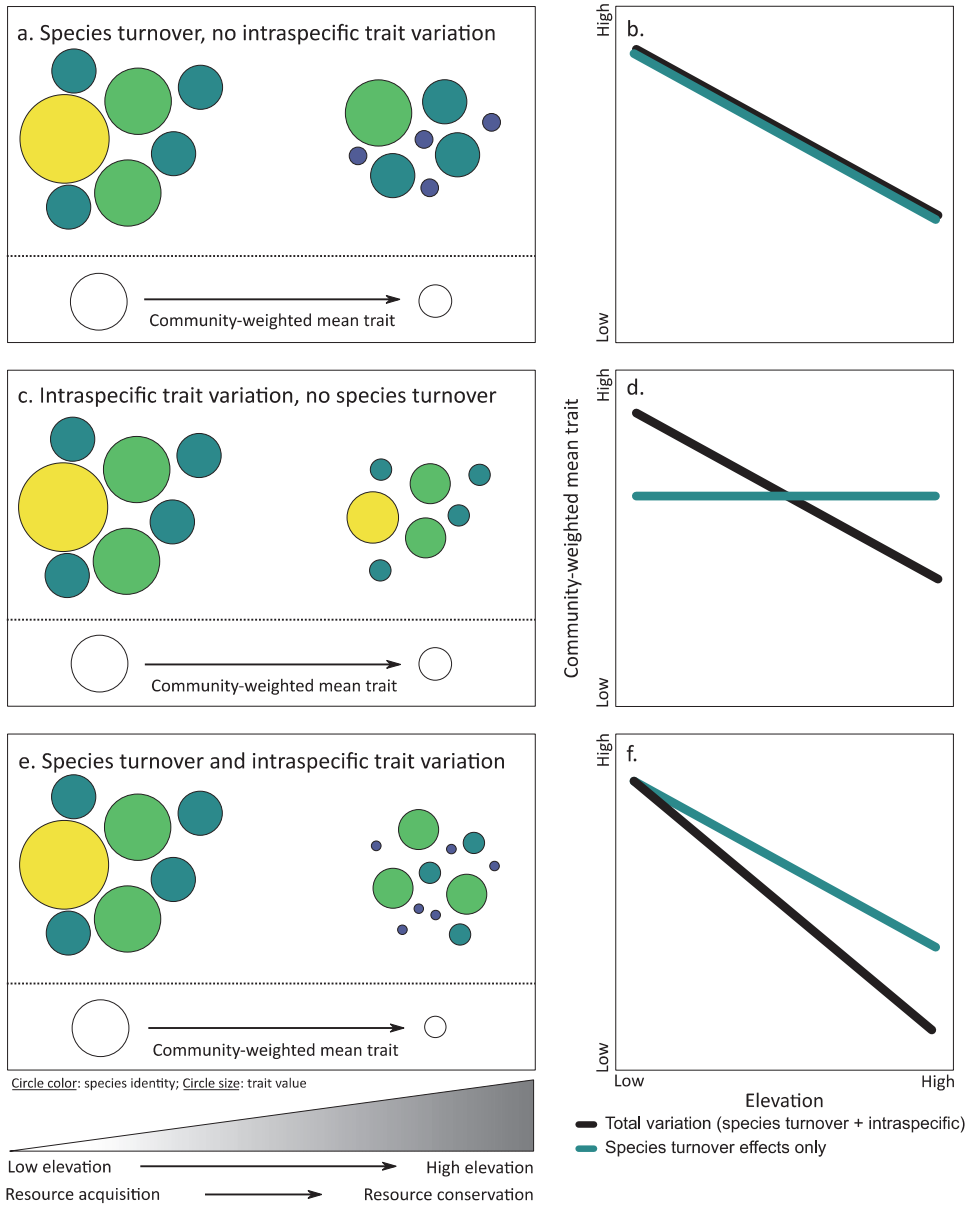 a. Species turnover, no intraspecific trait variation
Community-weighted mean trait
High
b.
Low
c. Intraspecific trait variation, no species turnover
Community-weighted mean trait
High
d.
Community-weighted mean trait
Low
e. Species turnover and intraspecific trait variation
Community-weighted mean trait
High
f.
Low
Low
High
Elevation
Circle color: species identity; Circle size: trait value
Low elevation
High elevation
Resource acquisition
Resource conservation
Total variation (species turnover + intraspecific)
Species turnover effects only